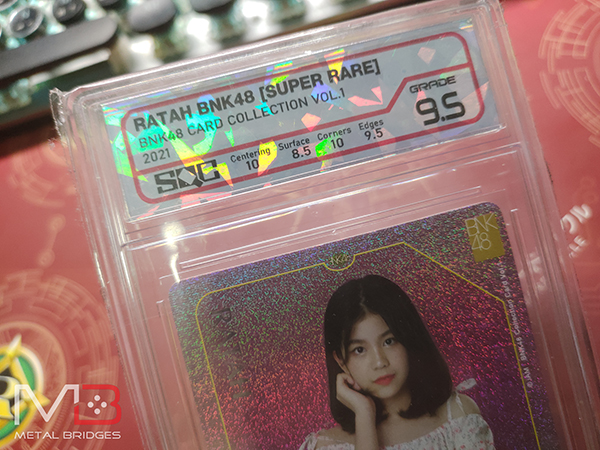 RATAH BNK48 [SUPER RARE]
BNK48 CARD COLLECTION VOL.1
2021
SQC
Centering Surface Corners Edges
10 8.5 10 9.5
GRADE
9.5
BNK
48
MB
METAL BRIDGES